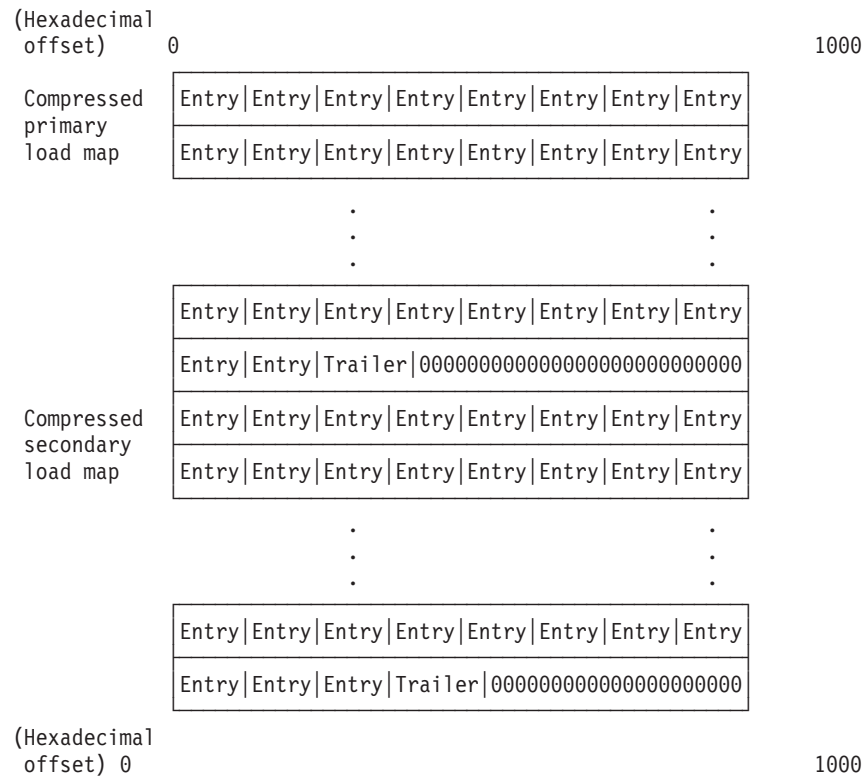 (Hexadecimal
offset) 0 1000
Compressed Entry|Entry|Entry|Entry|Entry|Entry|Entry|Entry
primary
load map Entry|Entry|Entry|Entry|Entry|Entry|Entry|Entry
. .
. .
. .
Entry|Entry|Entry|Entry|Entry|Entry|Entry|Entry
Entry|Entry|Trailer|000000000000000000000000000
Compressed Entry|Entry|Entry|Entry|Entry|Entry|Entry|Entry
secondary
load map Entry|Entry|Entry|Entry|Entry|Entry|Entry|Entry
. .
. .
. .
Entry|Entry|Entry|Entry|Entry|Entry|Entry|Entry
Entry|Entry|Entry|Trailer|000000000000000000000
(Hexadecimal
offset) 0 1000